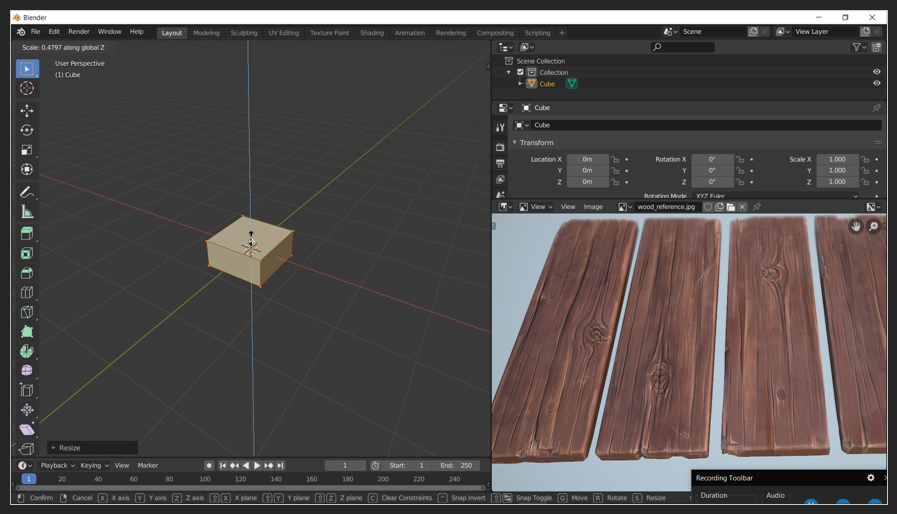 Blender
File Edit Render Window Help Layout Modeling Sculpting UV Editing Texture Paint Shading Animation Rendering Compositing Scripting + Scene View Layer
Scale: 0.4797 along global Z
User Perspective
(1) Cube
Scene Collection
Collection
Cube
Cube
Cube
Transform
Location X 0m Rotation X 0° Scale X 1.000
Y 0m Y 0° Y 1.000
Z 0m Z 0° Z 1.000
Rotation Mode XYZ Euler
View View Image wood_reference.jpg
Resize
Playback Keying View Marker 1 Start: 1 End: 250
1 20 40 60 80 100 120 140 160 180 200 220 240
Confirm Cancel X X axis Y Y axis Z Z axis X X plane Y Y plane Z Z plane C Clear Constraints Snap Invert Snap Toggle G Move R Rotate S Resize
Recording Toolbar
Duration Audio